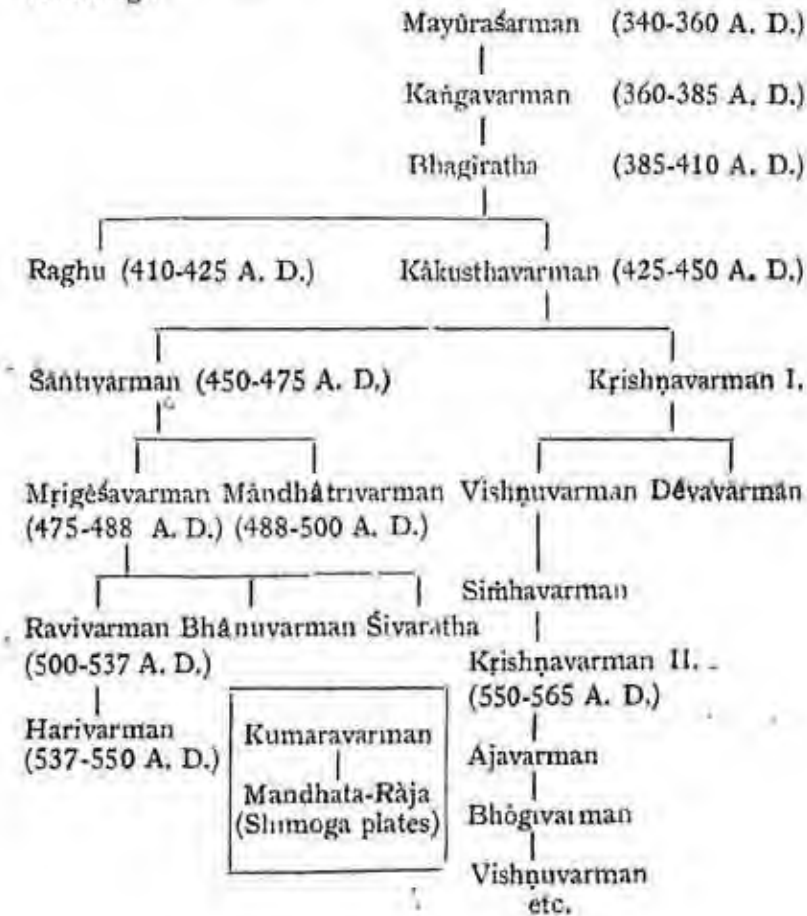 Mayûraśarman (340-360 A. D.)
Kaṅgavarman (360-385 A. D.)
Bhagiratha (385-410 A. D.)
Raghu (410-425 A. D.) Kâkusthavarman (425-450 A. D.)
Śântivarman (450-475 A. D.) Kṛishṇavarman I.
Mṛigêśavarman Mândhâtrivarman Vishṇuvarman Dêvavarman
(475-488 A. D.) (488-500 A. D.)
Siṁhavarman
Ravivarman Bhânuvarman Śivaratha
(500-537 A. D.) Kṛishṇavarman II.
(550-565 A. D.)
Harivarman Kumaravarman
(537-550 A. D.) Ajavarman
Mandhata-Râja
(Shimoga plates) Bhôgivarman
Vishṇuvarman
etc.